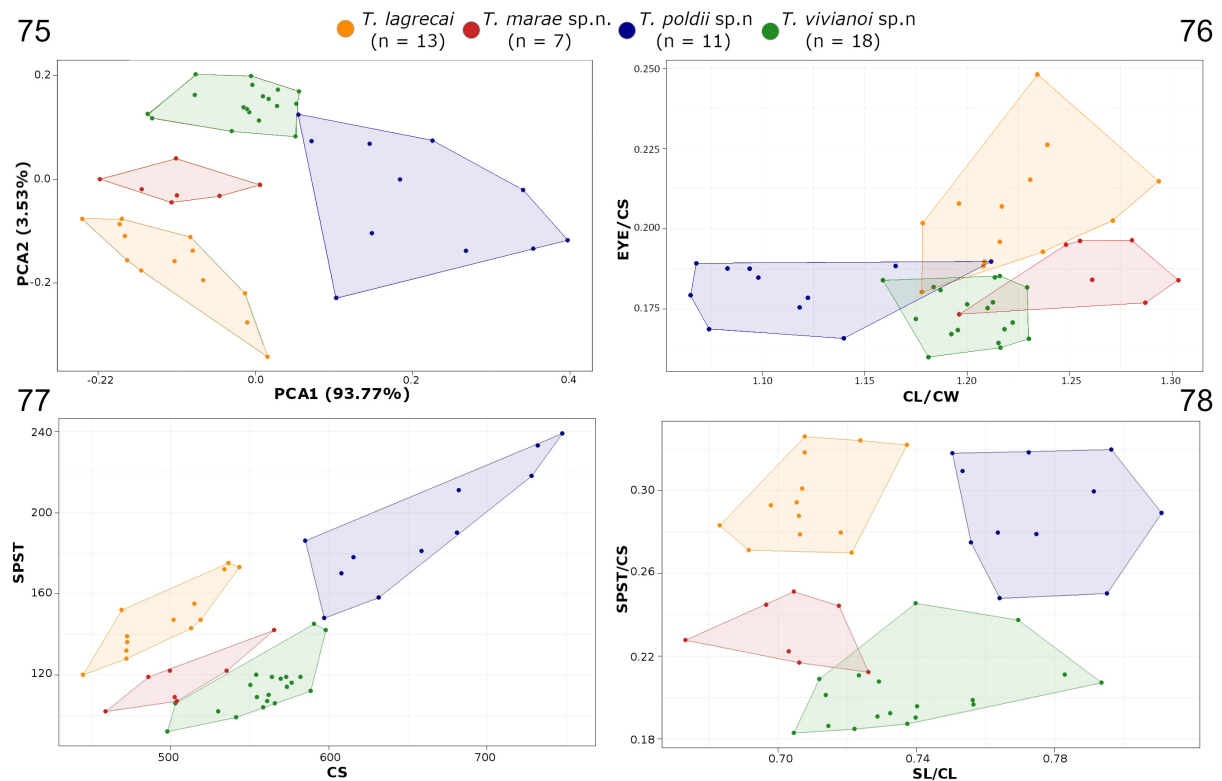 75
T. lagrecai
(n = 13)
T. marae sp.n.
(n = 7)
T. poldii sp.n
(n = 11)
T. vivianoi sp.n
(n = 18)
76
0.2
0.0
-0.2
PCA2 (3.53%)
-0.22
0.0
0.2
0.4
PCA1 (93.77%)
0.250
0.225
0.200
0.175
EYE/CS
1.10
1.15
1.20
1.25
1.30
CL/CW
77
240
200
160
120
SPST
500
600
700
CS
78
0.30
0.26
0.22
0.18
SPST/CS
0.70
0.74
0.78
SL/CL